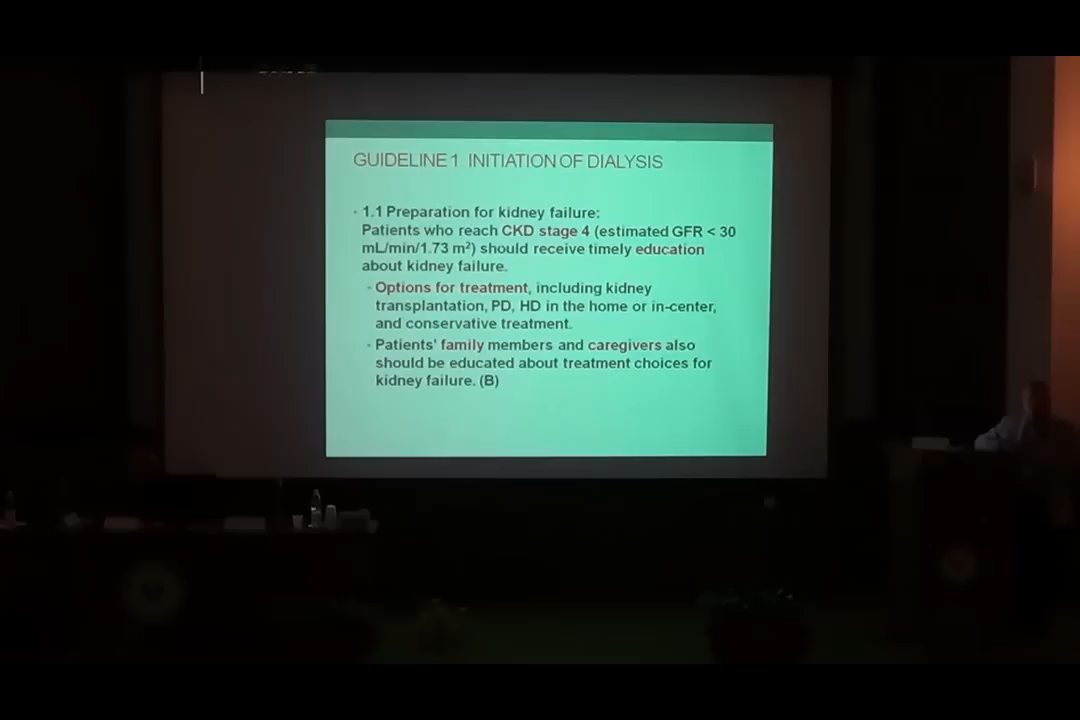 GUIDELINE 1 INITIATION OF DIALYSIS
• 1.1 Preparation for kidney failure:
Patients who reach CKD stage 4 (estimated GFR < 30
mL/min/1.73 m²) should receive timely education
about kidney failure.
• Options for treatment, including kidney
transplantation, PD, HD in the home or in-center,
and conservative treatment.
• Patients' family members and caregivers also
should be educated about treatment choices for
kidney failure. (B)